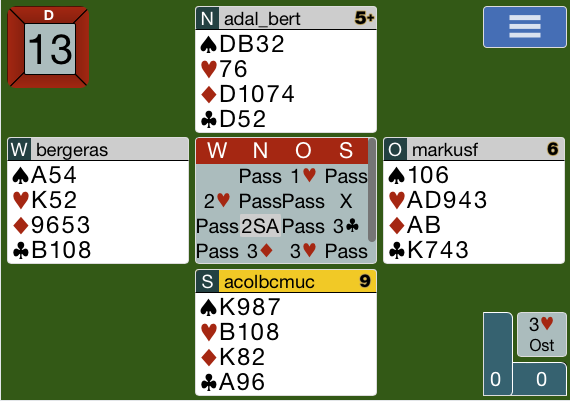 D
13
N adal_bert 5+
♠DB32
♥76
♦D1074
♣D52
W bergeras
♠A54
♥K52
♦9653
♣B108
W N O S
Pass 1♥ Pass
2♥ Pass Pass X
Pass 2SA Pass 3♣
Pass 3♦ 3♥ Pass
O markusf 6
♠106
♥AD943
♦AB
♣K743
S acolbcmuc 9
♠K987
♥B108
♦K82
♣A96
3♥
Ost
0 0